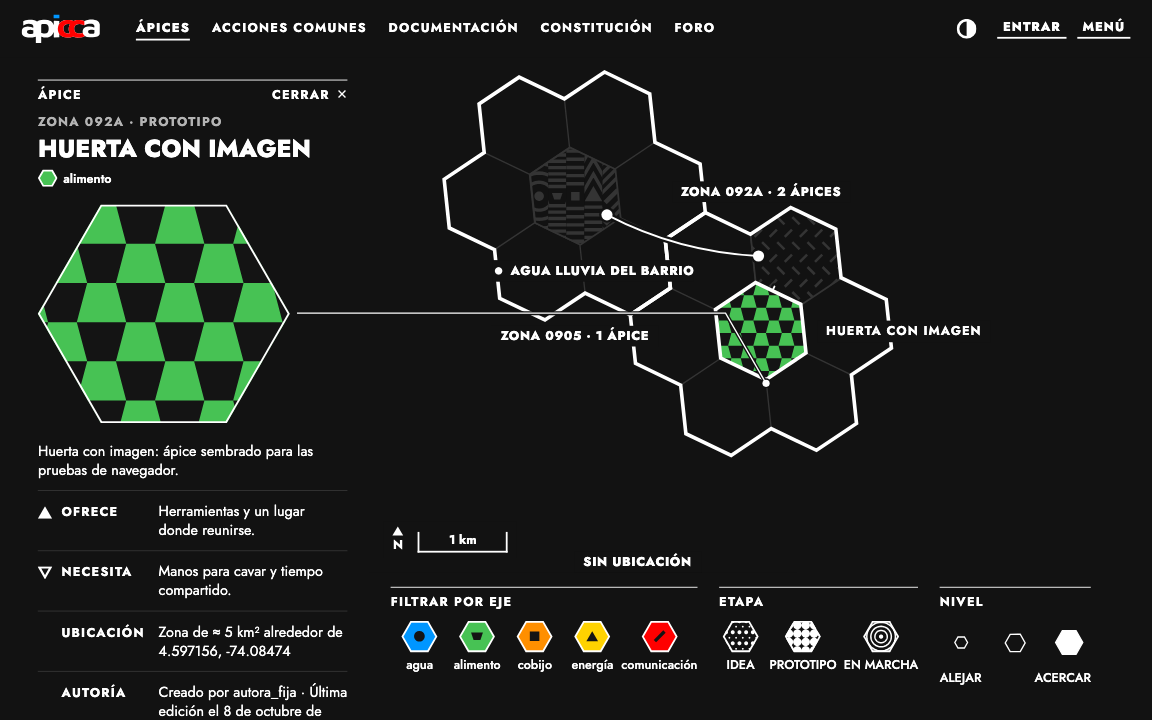 apicca
ÁPICES
ACCIONES COMUNES
DOCUMENTACIÓN
CONSTITUCIÓN
FORO
ENTRAR
MENÚ
ÁPICE
CERRAR ×
ZONA 092A · PROTOTIPO
HUERTA CON IMAGEN
alimento
Huerta con imagen: ápice sembrado para las
pruebas de navegador.
OFRECE
Herramientas y un lugar
donde reunirse.
NECESITA
Manos para cavar y tiempo
compartido.
UBICACIÓN
Zona de ≈ 5 km² alrededor de
4.597156, -74.08474
AUTORÍA
Creado por autora_fija · Última
edición el 8 de octubre de
ZONA 092A · 2 ÁPICES
AGUA LLUVIA DEL BARRIO
ZONA 0905 · 1 ÁPICE
HUERTA CON IMAGEN
N
1 km
SIN UBICACIÓN
FILTRAR POR EJE
agua
alimento
cobijo
energía
comunicación
ETAPA
IDEA
PROTOTIPO
EN MARCHA
NIVEL
ALEJAR
ACERCAR